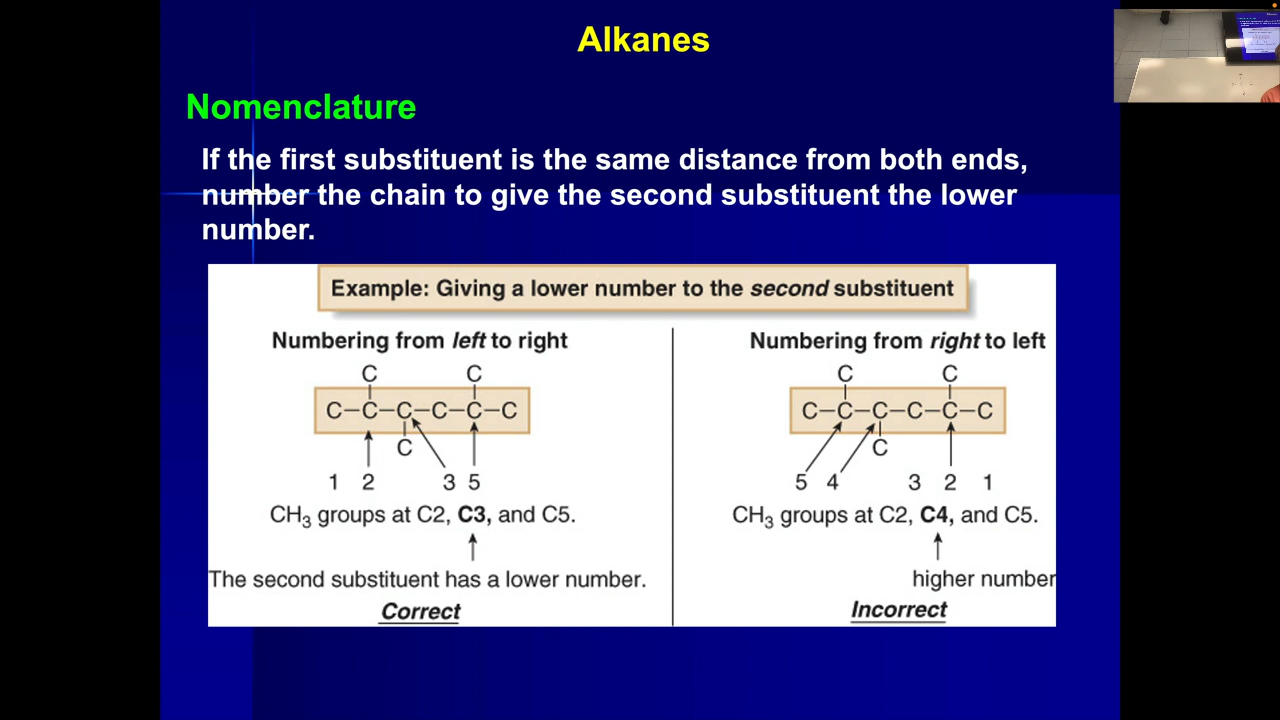 Alkanes
Nomenclature
If the first substituent is the same distance from both ends,
number the chain to give the second substituent the lower
number.
Example: Giving a lower number to the second substituent
Numbering from left to right
C C
C–C–C–C–C–C
C
1 2 3 5
CH₃ groups at C2, C3, and C5.
The second substituent has a lower number.
Correct
Numbering from right to left
C C
C–C–C–C–C–C
C
5 4 3 2 1
CH₃ groups at C2, C4, and C5.
higher number
Incorrect